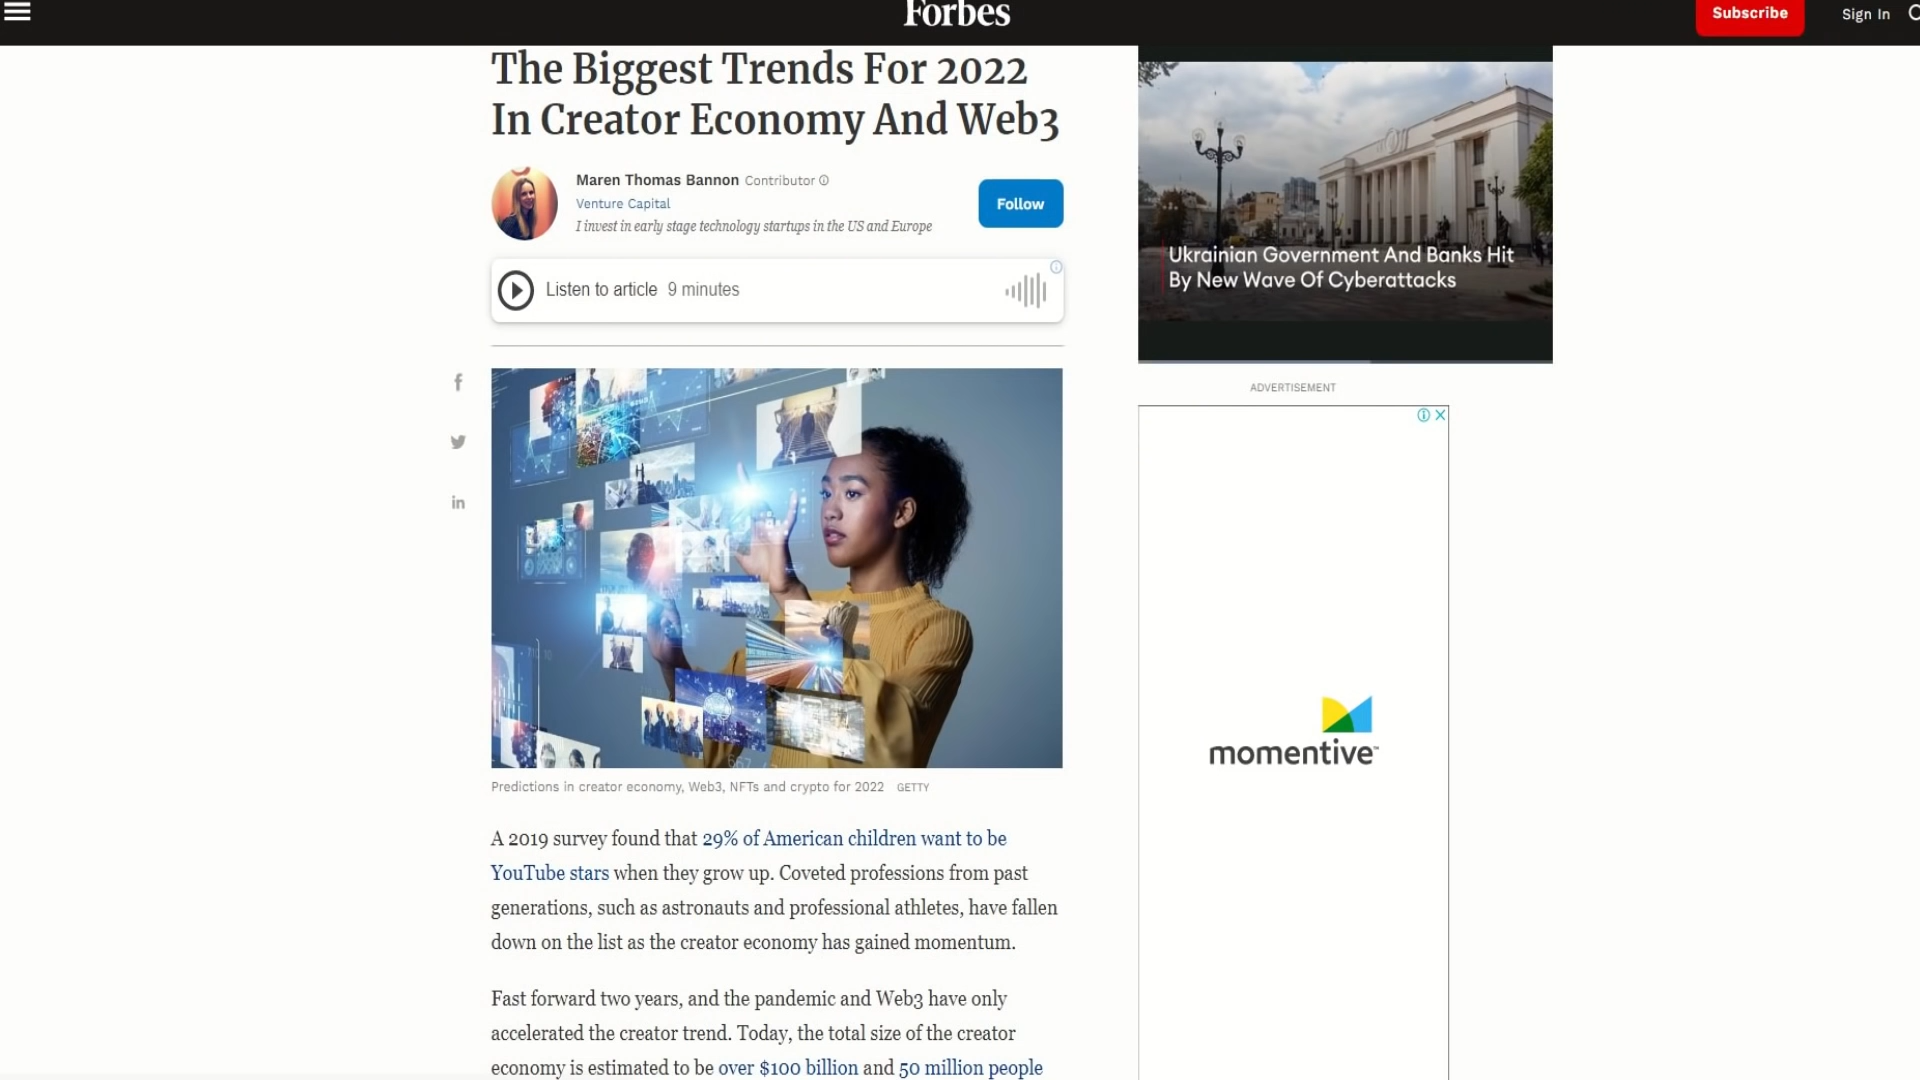 Forbes
Subscribe
Sign In
The Biggest Trends For 2022
In Creator Economy And Web3
Maren Thomas Bannon Contributor
Venture Capital
I invest in early stage technology startups in the US and Europe
Follow
Listen to article 9 minutes
Predictions in creator economy, Web3, NFTs and crypto for 2022 GETTY
A 2019 survey found that 29% of American children want to be
YouTube stars when they grow up. Coveted professions from past
generations, such as astronauts and professional athletes, have fallen
down on the list as the creator economy has gained momentum.
Fast forward two years, and the pandemic and Web3 have only
accelerated the creator trend. Today, the total size of the creator
economy is estimated to be over $100 billion and 50 million people
Ukrainian Government And Banks Hit
By New Wave Of Cyberattacks
ADVERTISEMENT
momentive™